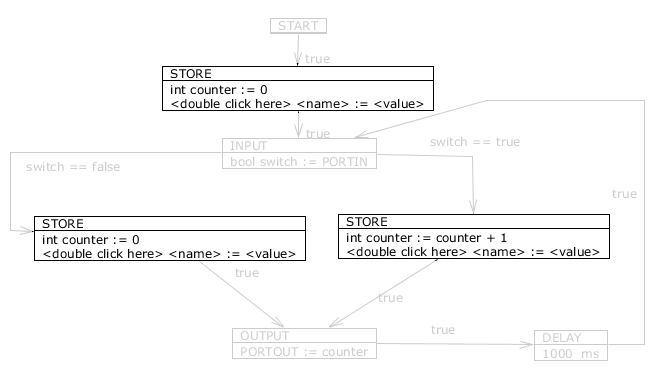 START
true
STORE
int counter := 0
<double click here> <name> := <value>
true
INPUT
bool switch := PORTIN
switch == true
switch == false
true
STORE
int counter := 0
<double click here> <name> := <value>
STORE
int counter := counter + 1
<double click here> <name> := <value>
true
true
OUTPUT
PORTOUT := counter
true
DELAY
1000 ms